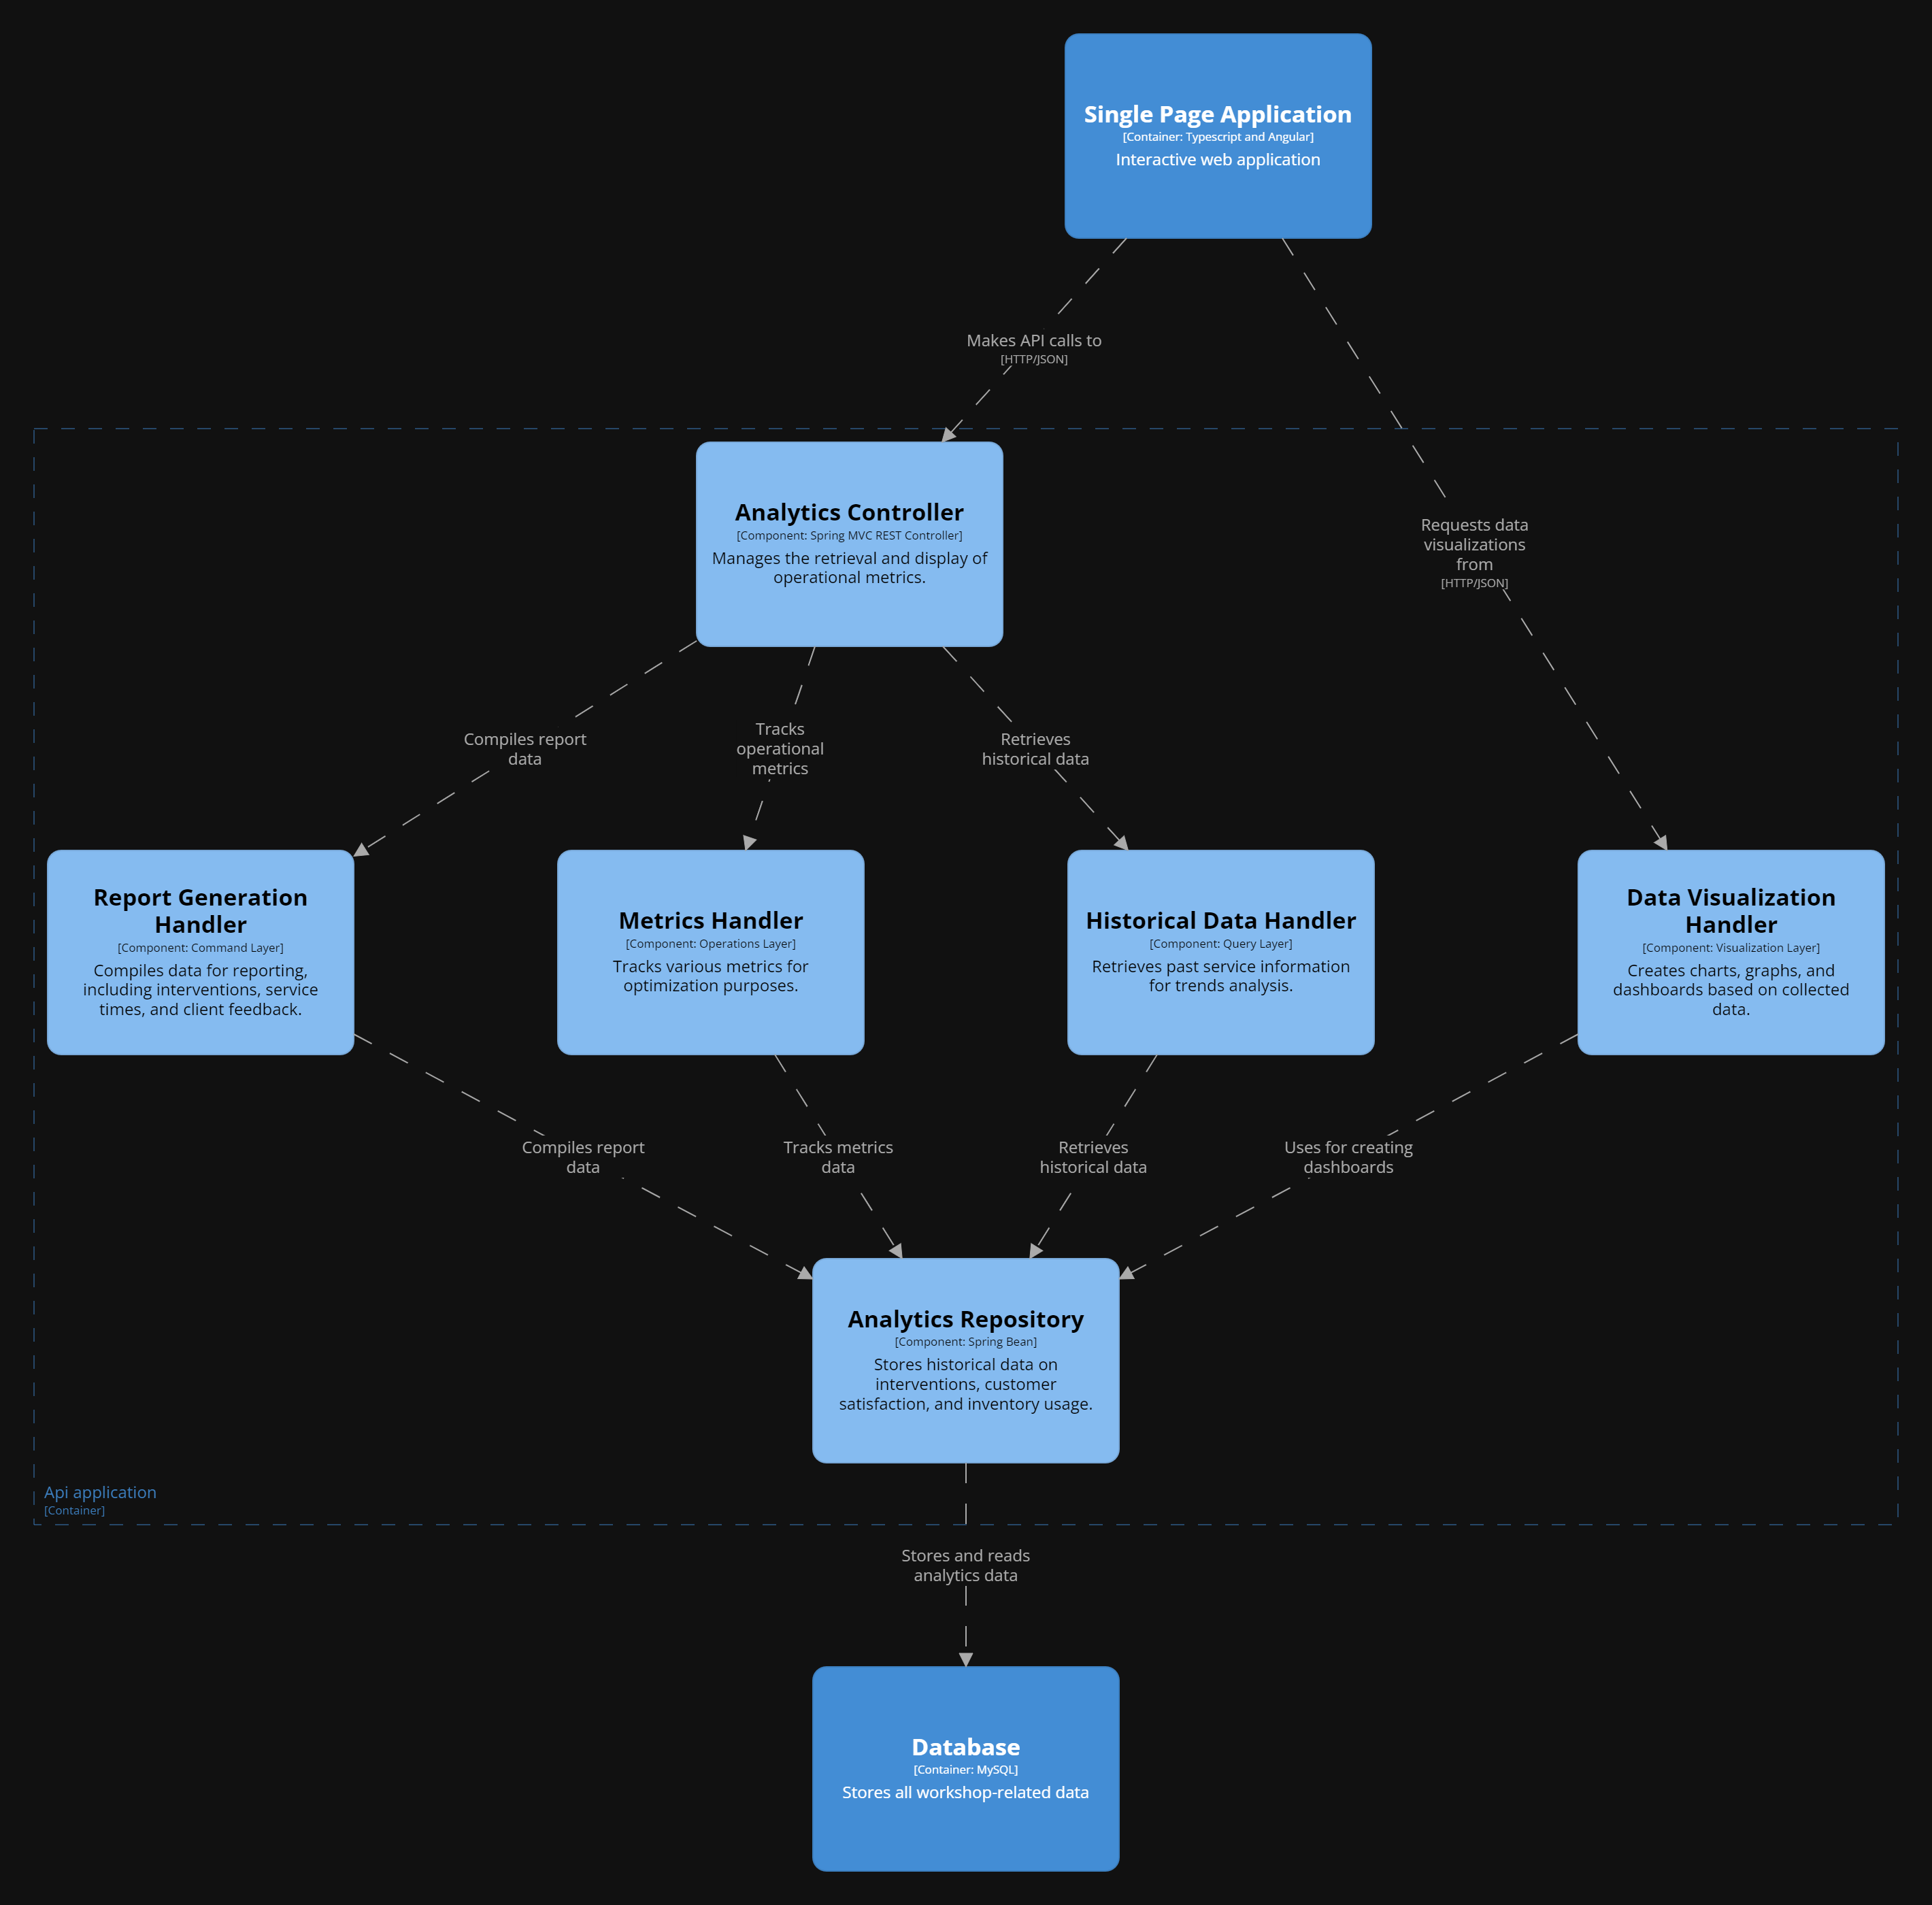 Single Page Application
[Container: Typescript and Angular]
Interactive web application
Makes API calls to
[HTTP/JSON]
Requests data
visualizations
from
[HTTP/JSON]
Analytics Controller
[Component: Spring MVC REST Controller]
Manages the retrieval and display of
operational metrics.
Compiles report
data
Tracks
operational
metrics
Retrieves
historical data
Report Generation
Handler
[Component: Command Layer]
Compiles data for reporting,
including interventions, service
times, and client feedback.
Metrics Handler
[Component: Operations Layer]
Tracks various metrics for
optimization purposes.
Historical Data Handler
[Component: Query Layer]
Retrieves past service information
for trends analysis.
Data Visualization
Handler
[Component: Visualization Layer]
Creates charts, graphs, and
dashboards based on collected
data.
Compiles report
data
Tracks metrics
data
Retrieves
historical data
Uses for creating
dashboards
Analytics Repository
[Component: Spring Bean]
Stores historical data on
interventions, customer
satisfaction, and inventory usage.
Api application
[Container]
Stores and reads
analytics data
Database
[Container: MySQL]
Stores all workshop-related data